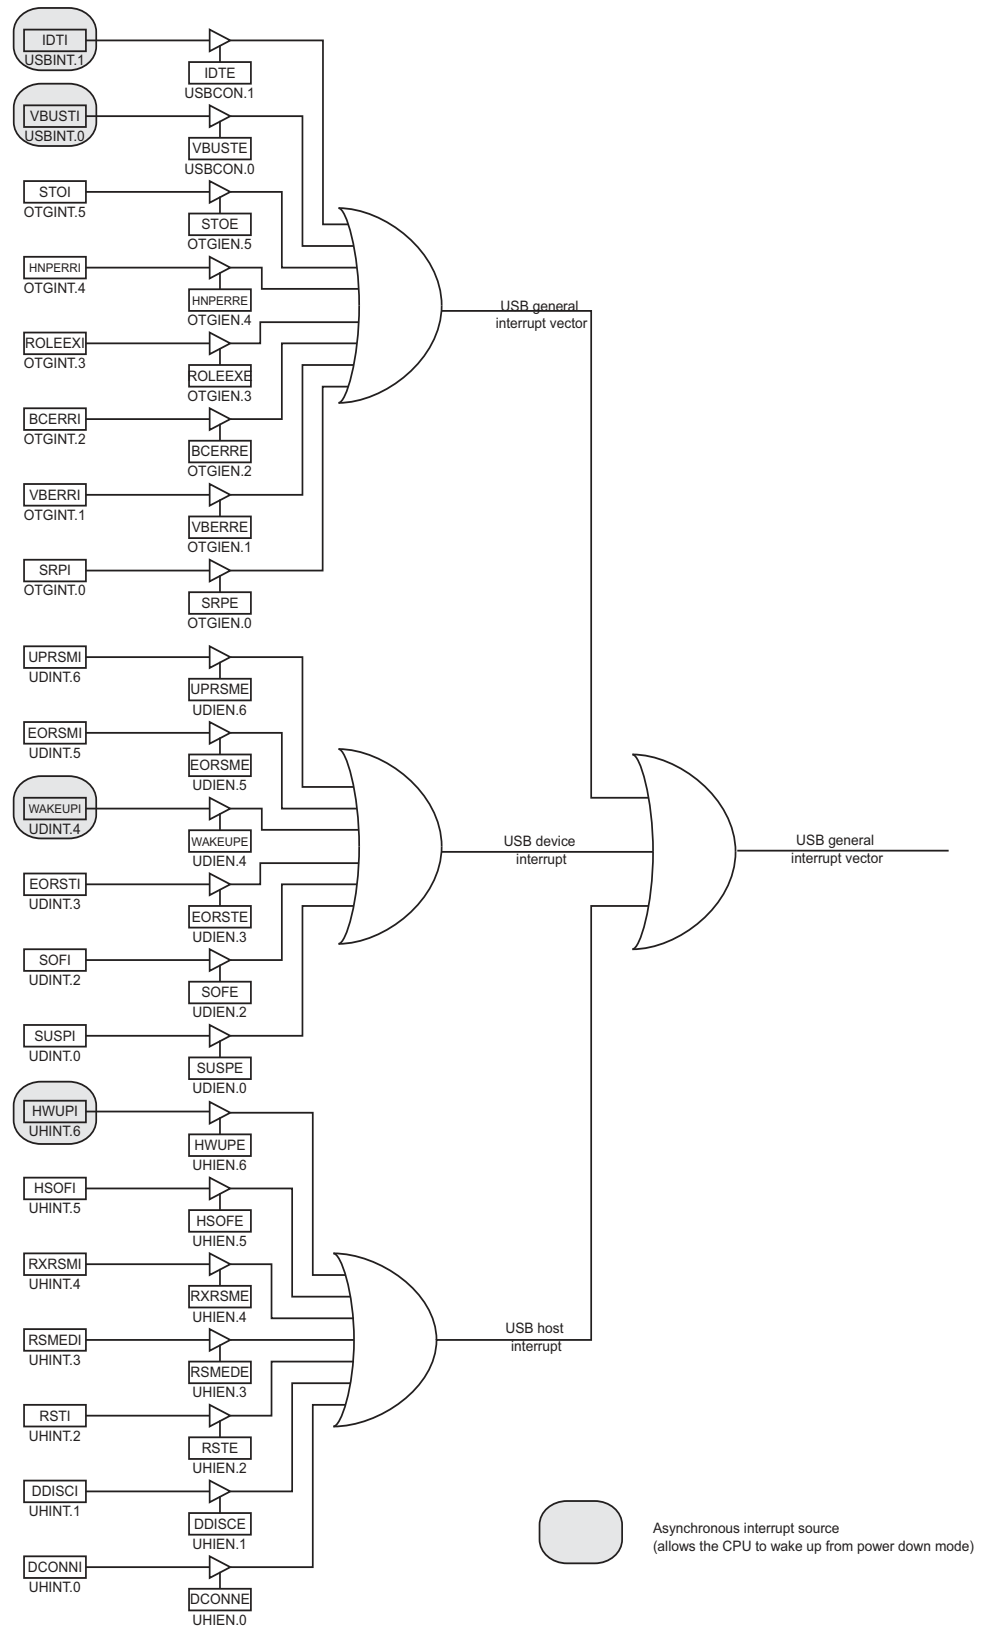 IDTI
USBINT.1
IDTE
USBCON.1
VBUSTI
USBINT.0
VBUSTE
USBCON.0
STOI
OTGINT.5
STOE
OTGIEN.5
HNPERRI
OTGINT.4
HNPERRE
OTGIEN.4
ROLEEXI
OTGINT.3
ROLEEXE
OTGIEN.3
BCERRI
OTGINT.2
BCERRE
OTGIEN.2
VBERRI
OTGINT.1
VBERRE
OTGIEN.1
SRPI
OTGINT.0
SRPE
OTGIEN.0
USB general
interrupt vector
UPRSMI
UDINT.6
UPRSME
UDIEN.6
EORSMI
UDINT.5
EORSME
UDIEN.5
WAKEUPI
UDINT.4
WAKEUPE
UDIEN.4
EORSTI
UDINT.3
EORSTE
UDIEN.3
SOFI
UDINT.2
SOFE
UDIEN.2
SUSPI
UDINT.0
SUSPE
UDIEN.0
USB device
interrupt
USB general
interrupt vector
HWUPI
UHINT.6
HWUPE
UHIEN.6
HSOFI
UHINT.5
HSOFE
UHIEN.5
RXRSMI
UHINT.4
RXRSME
UHIEN.4
RSMEDI
UHINT.3
RSMEDE
UHIEN.3
RSTI
UHINT.2
RSTE
UHIEN.2
DDISCI
UHINT.1
DDISCE
UHIEN.1
DCONNI
UHINT.0
DCONNE
UHIEN.0
USB host
interrupt
Asynchronous interrupt source
(allows the CPU to wake up from power down mode)